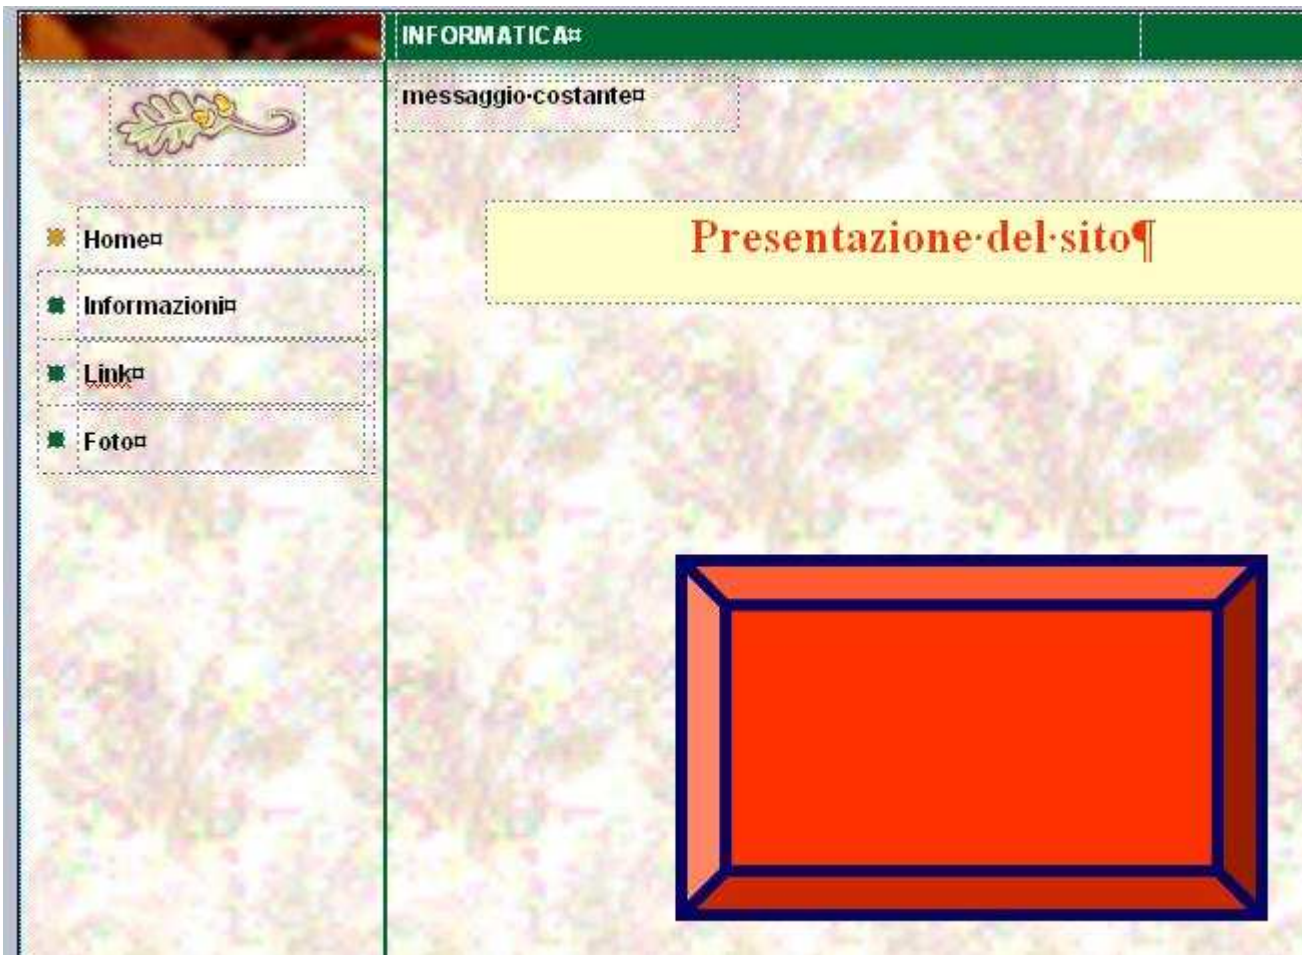 INFORMATICA¤
messaggio·costante¤
Home¤
Informazioni¤
Link¤
Foto¤
Presentazione·del·sito¶